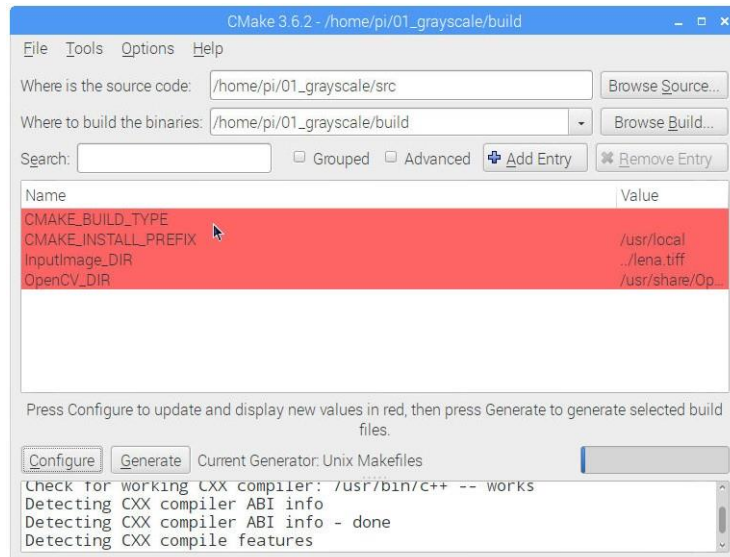 CMake 3.6.2 - /home/pi/01_grayscale/build
File Tools Options Help
Where is the source code: /home/pi/01_grayscale/src Browse Source...
Where to build the binaries: /home/pi/01_grayscale/build Browse Build...
Search: Grouped Advanced Add Entry Remove Entry
Name Value
CMAKE_BUILD_TYPE
CMAKE_INSTALL_PREFIX /usr/local
InputImage_DIR ../lena.tiff
OpenCV_DIR /usr/share/Op...
Press Configure to update and display new values in red, then press Generate to generate selected build
files.
Configure Generate Current Generator: Unix Makefiles
Check for working CXX compiler: /usr/bin/c++ -- works
Detecting CXX compiler ABI info
Detecting CXX compiler ABI info - done
Detecting CXX compile features